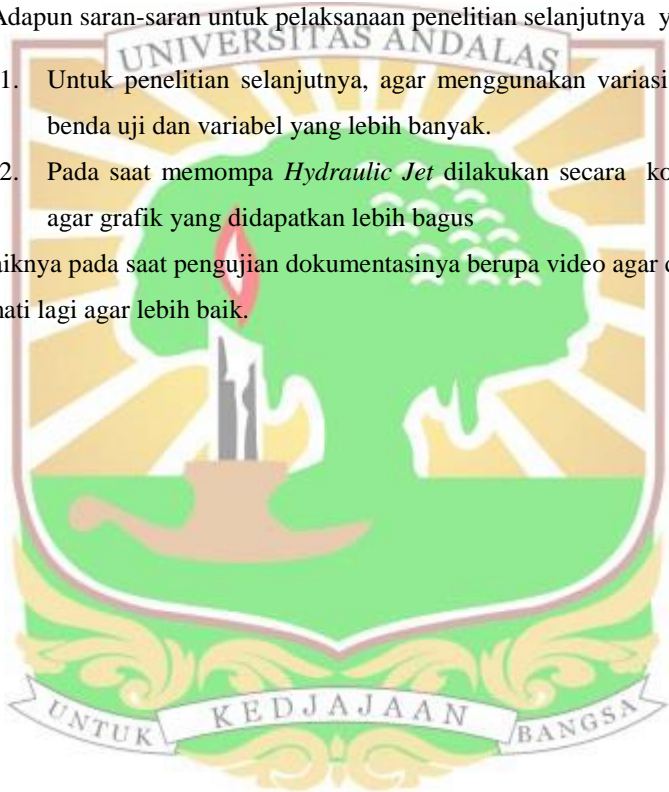 Adapun saran-saran untuk pelaksanaan penelitian selanjutnya y
UNIVERSITAS ANDALAS
1. Untuk penelitian selanjutnya, agar menggunakan variasi
benda uji dan variabel yang lebih banyak.
2. Pada saat memompa Hydraulic Jet dilakukan secara ko
agar grafik yang didapatkan lebih bagus
aiknya pada saat pengujian dokumentasinya berupa video agar d
nati lagi agar lebih baik.
UNTUK KEDJAJAAN BANGSA